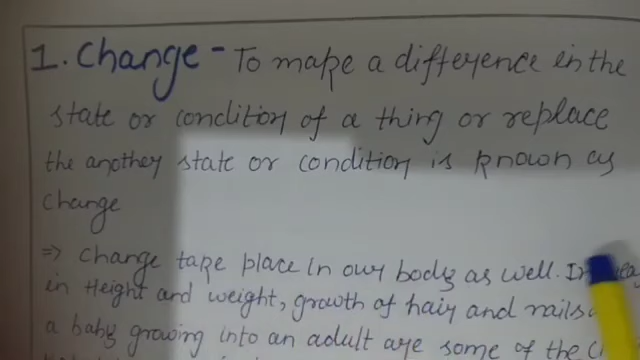 1. Change - To make a difference in the
state or condition of a thing or replace
the another state or condition is known as
change
⇒ Change take place in our body as well.
in Height and weight, growth of hair and nails
a baby growing into an adult are some of the